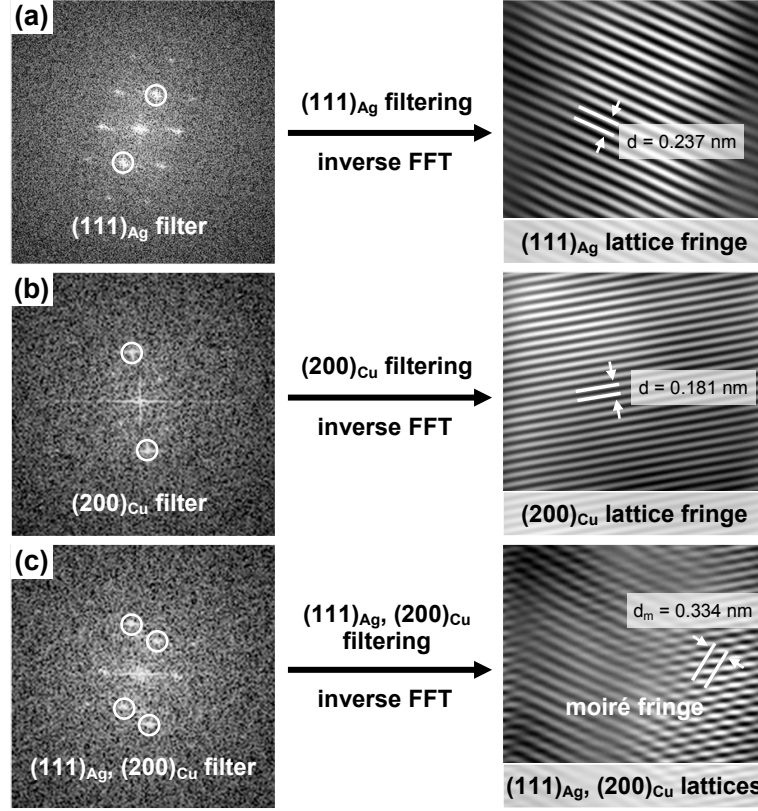 (a)
(111)Ag filtering
inverse FFT
d = 0.237 nm
(111)Ag filter
(111)Ag lattice fringe
(b)
(200)Cu filtering
inverse FFT
d = 0.181 nm
(200)Cu filter
(200)Cu lattice fringe
(c)
(111)Ag, (200)Cu
filtering
inverse FFT
dm = 0.334 nm
moiré fringe
(111)Ag, (200)Cu filter
(111)Ag, (200)Cu lattices